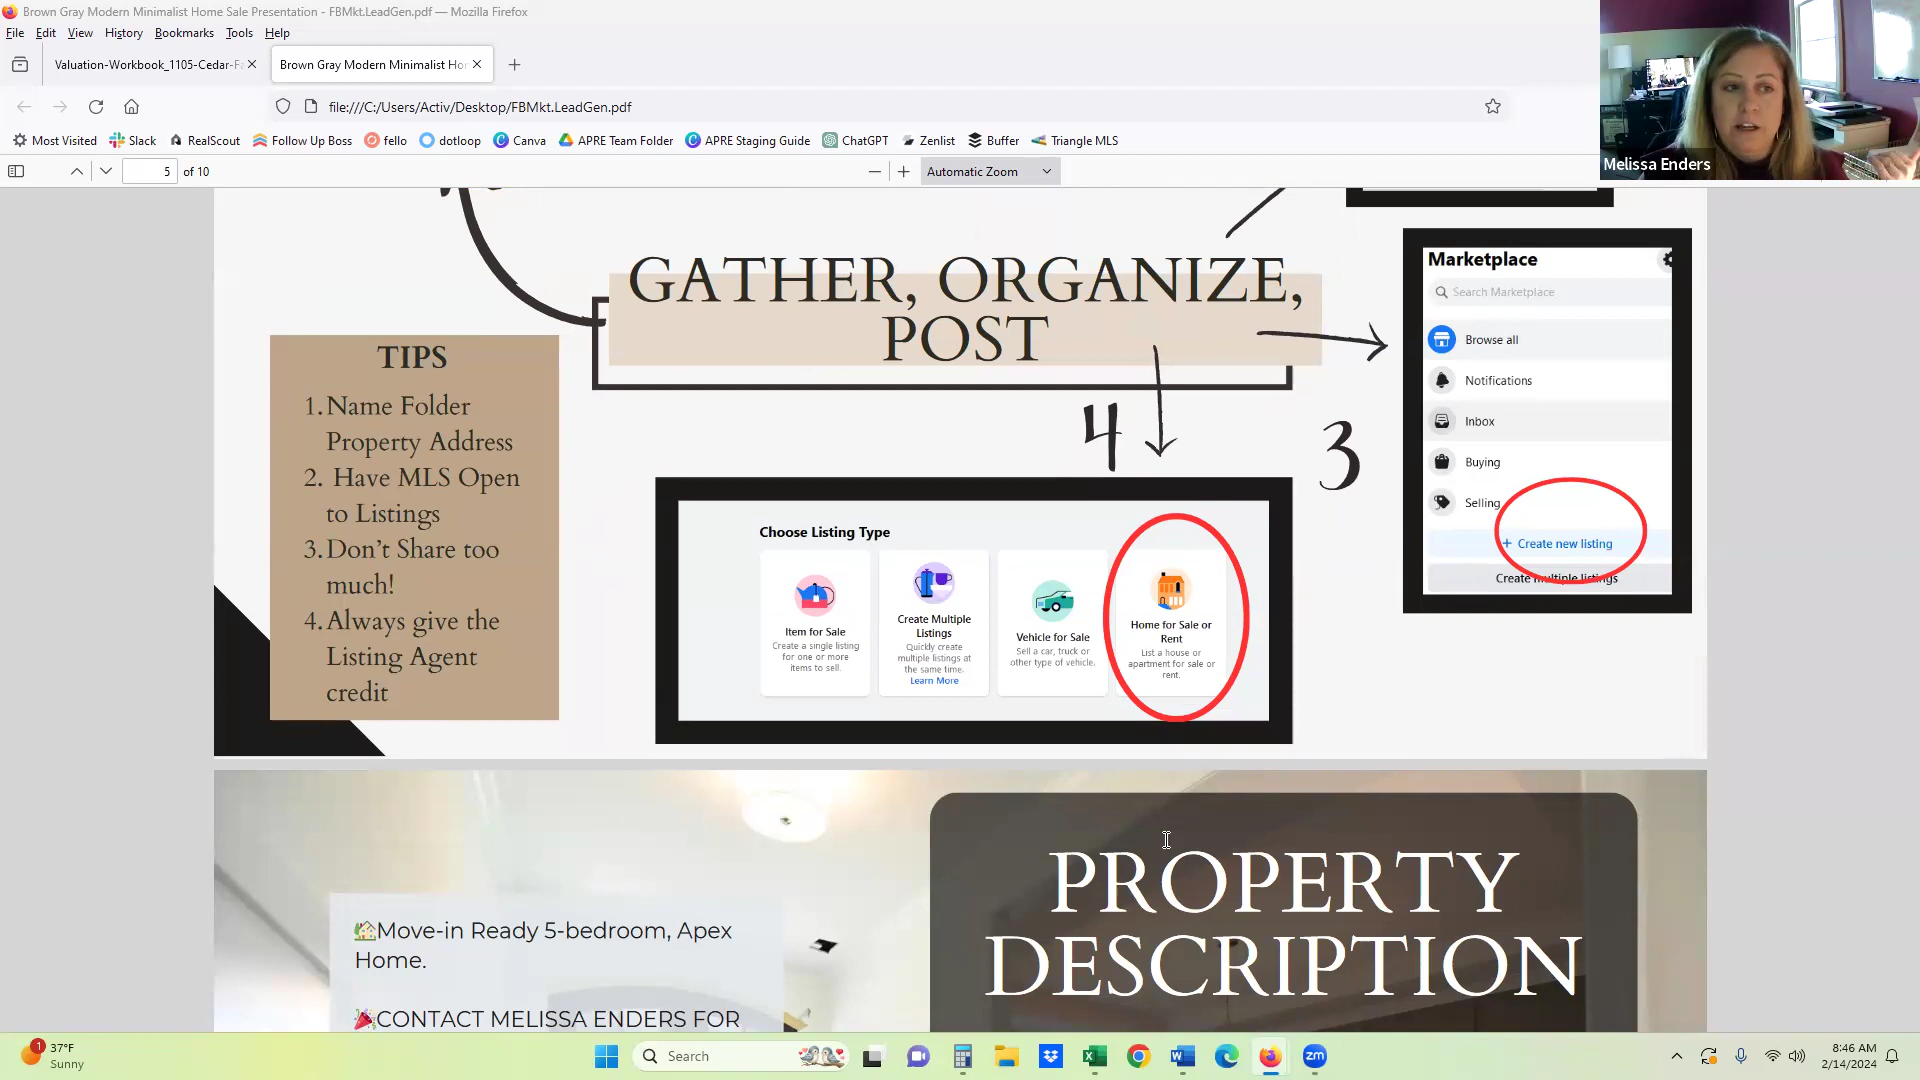 Brown Gray Modern Minimalist Home Sale Presentation - FBMkt.LeadGen.pdf — Mozilla Firefox
File Edit View History Bookmarks Tools Help
Valuation-Workbook_1105-Cedar-Fa
Brown Gray Modern Minimalist Ho
file:///C:/Users/Activ/Desktop/FBMkt.LeadGen.pdf
Most Visited Slack RealScout Follow Up Boss fello dotloop Canva APRE Team Folder APRE Staging Guide ChatGPT Zenlist Buffer Triangle MLS
5 of 10
Automatic Zoom
Melissa Enders
GATHER, ORGANIZE,
POST
TIPS
1. Name Folder
Property Address
2. Have MLS Open
to Listings
3. Don't Share too
much!
4. Always give the
Listing Agent
credit
4
3
Marketplace
Search Marketplace
Browse all
Notifications
Inbox
Buying
Selling
+ Create new listing
Create multiple listings
Choose Listing Type
Item for Sale
Create a single listing
for one or more
items to sell.
Create Multiple
Listings
Quickly create
multiple listings at
the same time.
Learn More
Vehicle for Sale
Sell a car, truck or
other type of vehicle.
Home for Sale or
Rent
List a house or
apartment for sale or
rent.
🏡Move-in Ready 5-bedroom, Apex
Home.
🎉CONTACT MELISSA ENDERS FOR
PROPERTY
DESCRIPTION
1
37°F
Sunny
Search
zm
8:46 AM
2/14/2024